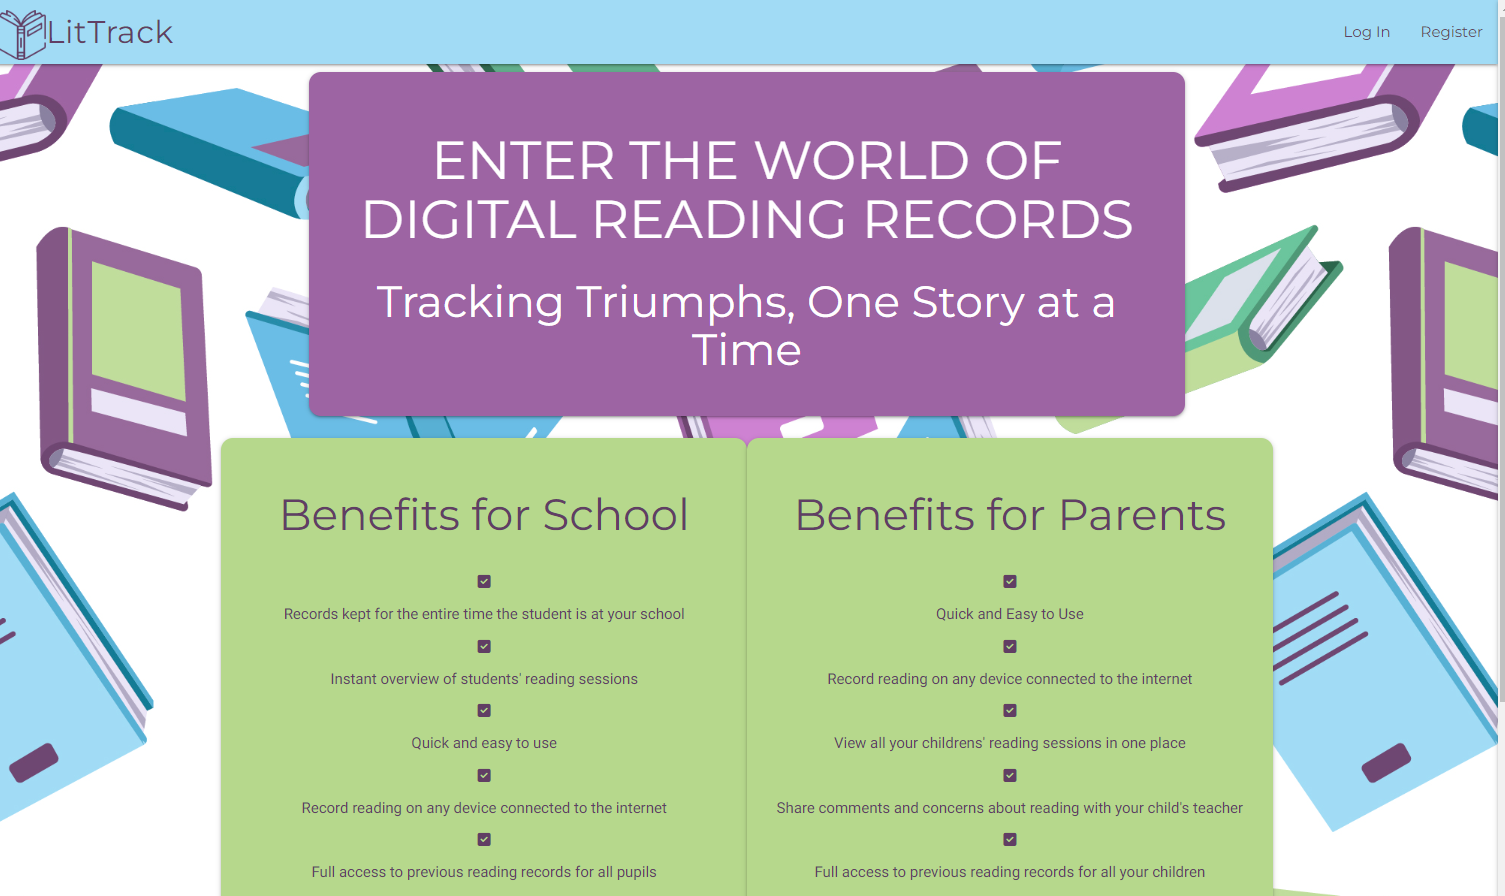 LitTrack
Log In
Register
ENTER THE WORLD OF
DIGITAL READING RECORDS
Tracking Triumphs, One Story at a
Time
Benefits for School
Records kept for the entire time the student is at your school
Instant overview of students' reading sessions
Quick and easy to use
Record reading on any device connected to the internet
Full access to previous reading records for all pupils
Benefits for Parents
Quick and Easy to Use
Record reading on any device connected to the internet
View all your childrens' reading sessions in one place
Share comments and concerns about reading with your child's teacher
Full access to previous reading records for all your children